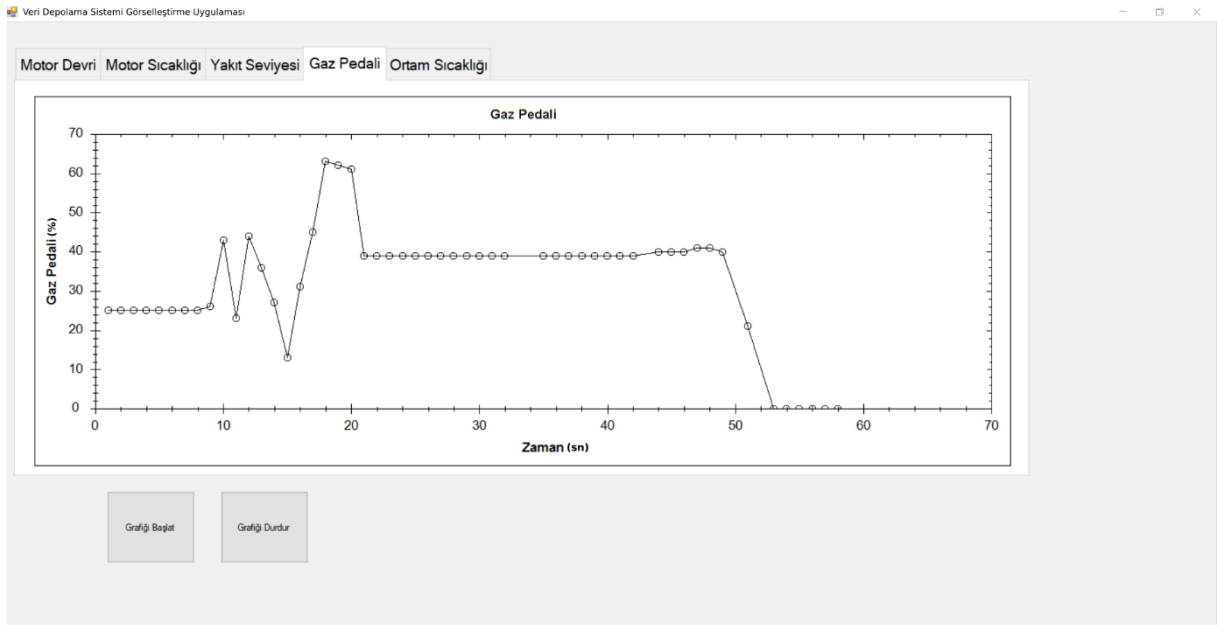 Veri Depolama Sistemi Görselleştirme Uygulaması
Motor Devri Motor Sıcaklığı Yakıt Seviyesi Gaz Pedali Ortam Sıcaklığı
Gaz Pedali
70
60
50
40
30
20
10
0
Gaz Pedali (%)
0 10 20 30 40 50 60 70
Zaman (sn)
Grafiği Başlat Grafiği Durdur